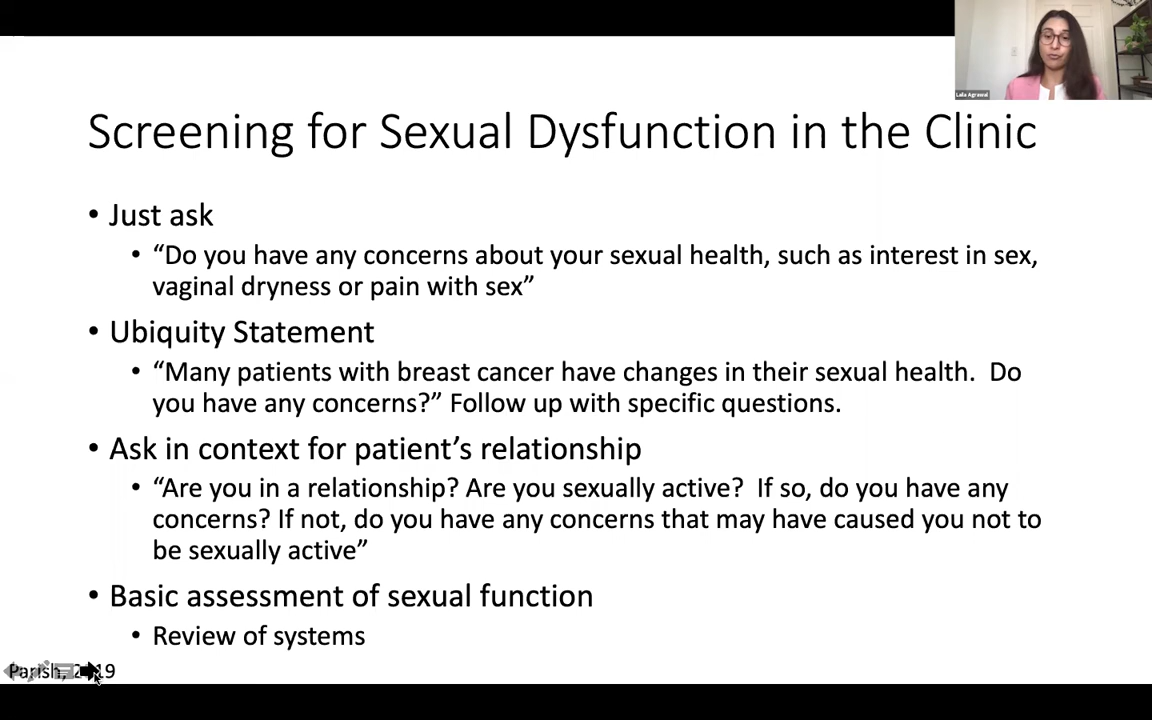 Laila Agrawal
Screening for Sexual Dysfunction in the Clinic
• Just ask
• “Do you have any concerns about your sexual health, such as interest in sex,
vaginal dryness or pain with sex”
• Ubiquity Statement
• “Many patients with breast cancer have changes in their sexual health.  Do
you have any concerns?” Follow up with specific questions.
• Ask in context for patient’s relationship
• “Are you in a relationship? Are you sexually active?  If so, do you have any
concerns? If not, do you have any concerns that may have caused you not to
be sexually active”
• Basic assessment of sexual function
• Review of systems
Parish, 2019